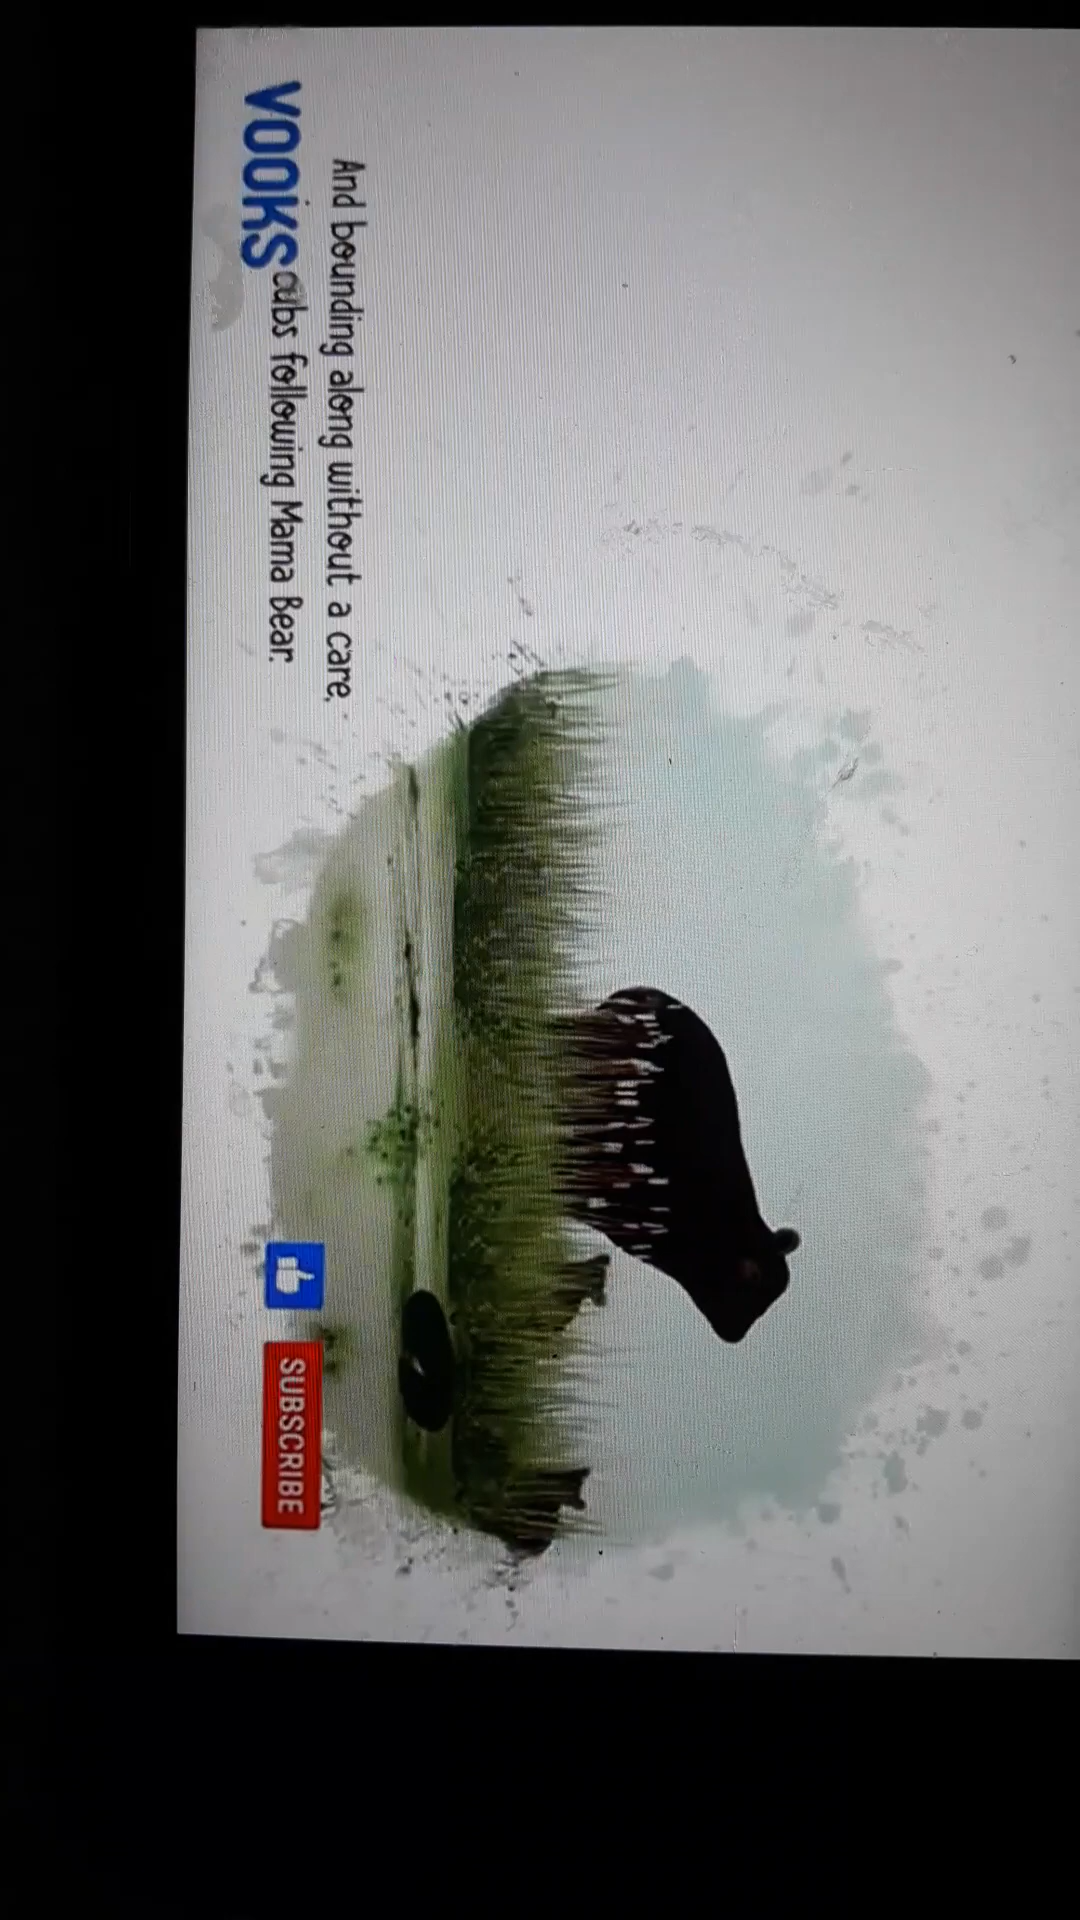 And bounding along without a care,
cubs following Mama Bear.
VOOKS
SUBSCRIBE